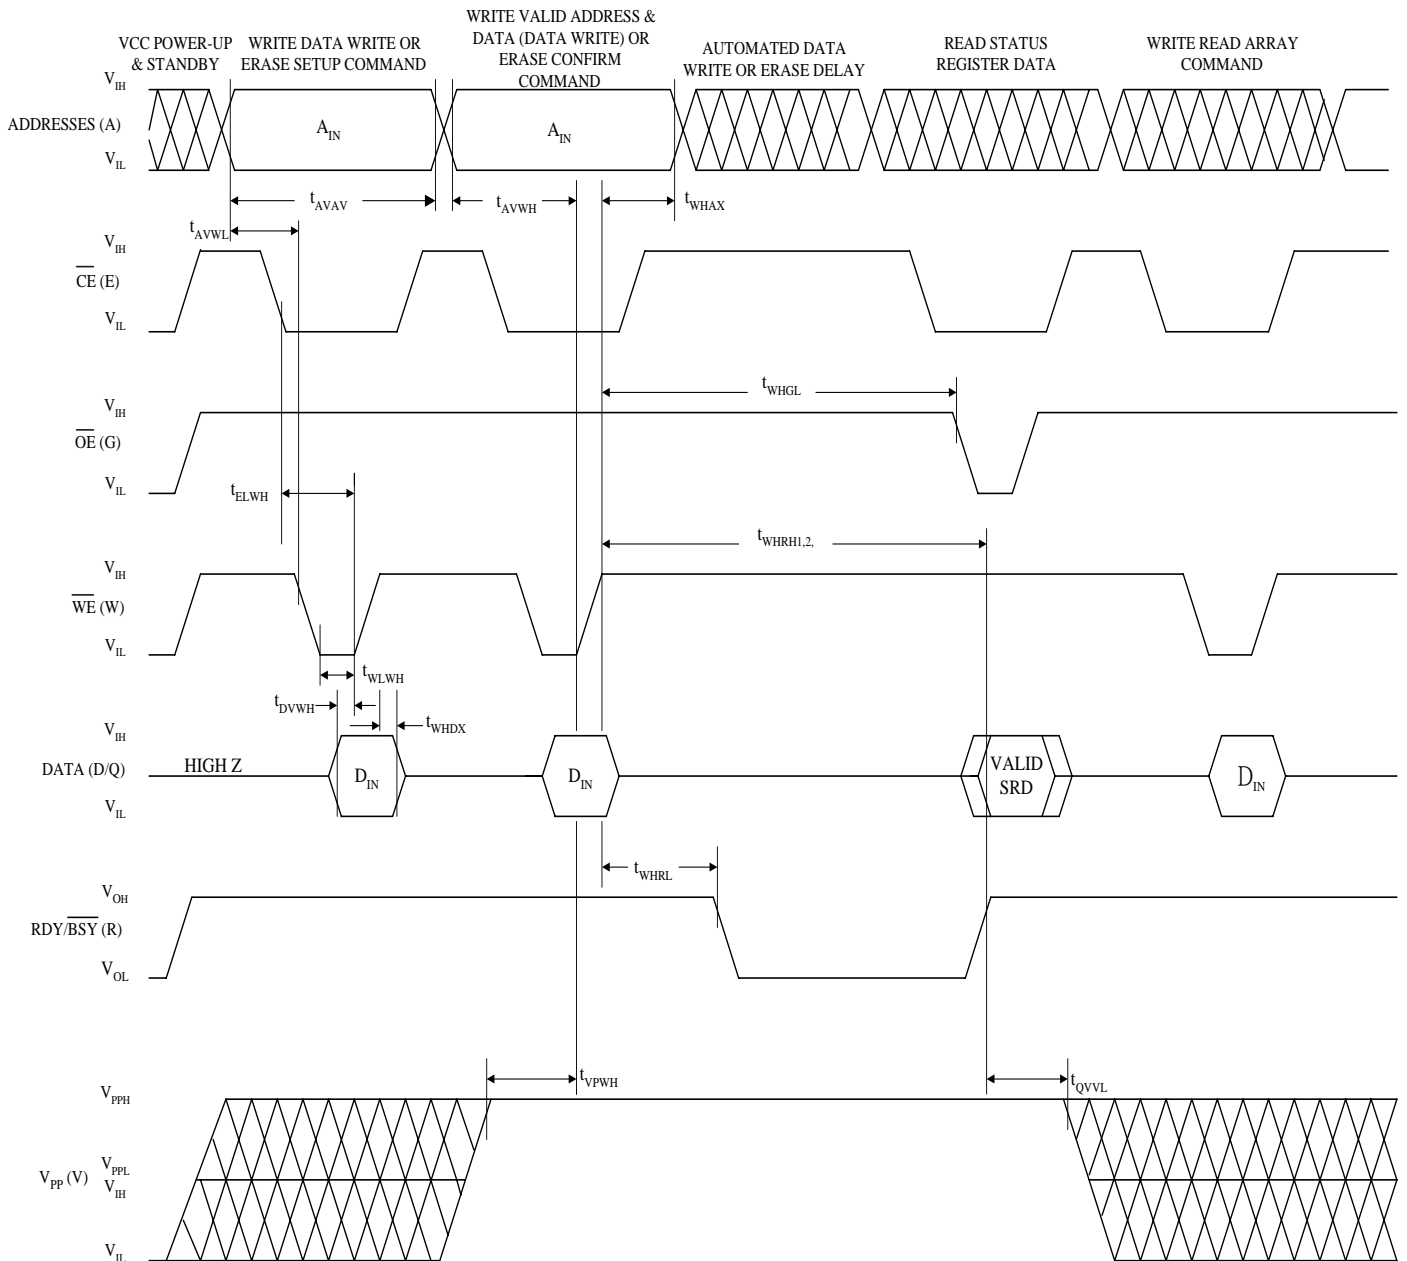 VCC POWER-UP
& STANDBY
WRITE DATA WRITE OR
ERASE SETUP COMMAND
WRITE VALID ADDRESS &
DATA (DATA WRITE) OR
ERASE CONFIRM
COMMAND
AUTOMATED DATA
WRITE OR ERASE DELAY
READ STATUS
REGISTER DATA
WRITE READ ARRAY
COMMAND
VIH
ADDRESSES (A)
AIN
AIN
VIL
tAVAV
tAVWH
tWHAX
tAVWL
VIH
CE (E)
VIL
tWHGL
VIH
OE (G)
VIL
tELWH
tWHRH1,2,
VIH
WE (W)
VIL
tWLWH
tDVWH
tWHDX
VIH
DATA (D/Q)
HIGH Z
DIN
DIN
VALID
SRD
DIN
VIL
tWHRL
VOH
RDY/BSY (R)
VOL
tVPWH
tQVVL
VPPH
VPP (V)
VPPL
VIH
VIL